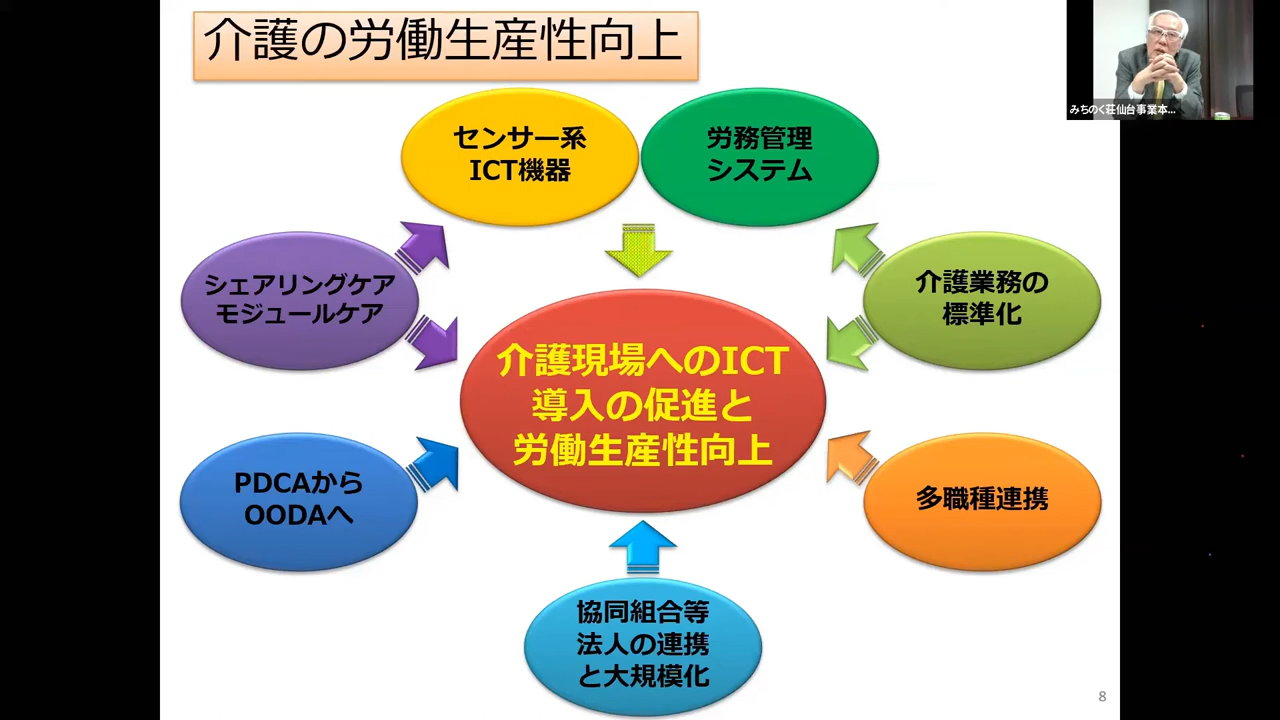 介護の労働生産性向上
みちのく荘仙台事業本...
センサー系
ICT機器
労務管理
システム
シェアリングケア
モジュールケア
介護業務の
標準化
介護現場へのICT
導入の促進と
労働生産性向上
PDCAから
OODAへ
多職種連携
協同組合等
法人の連携
と大規模化
8